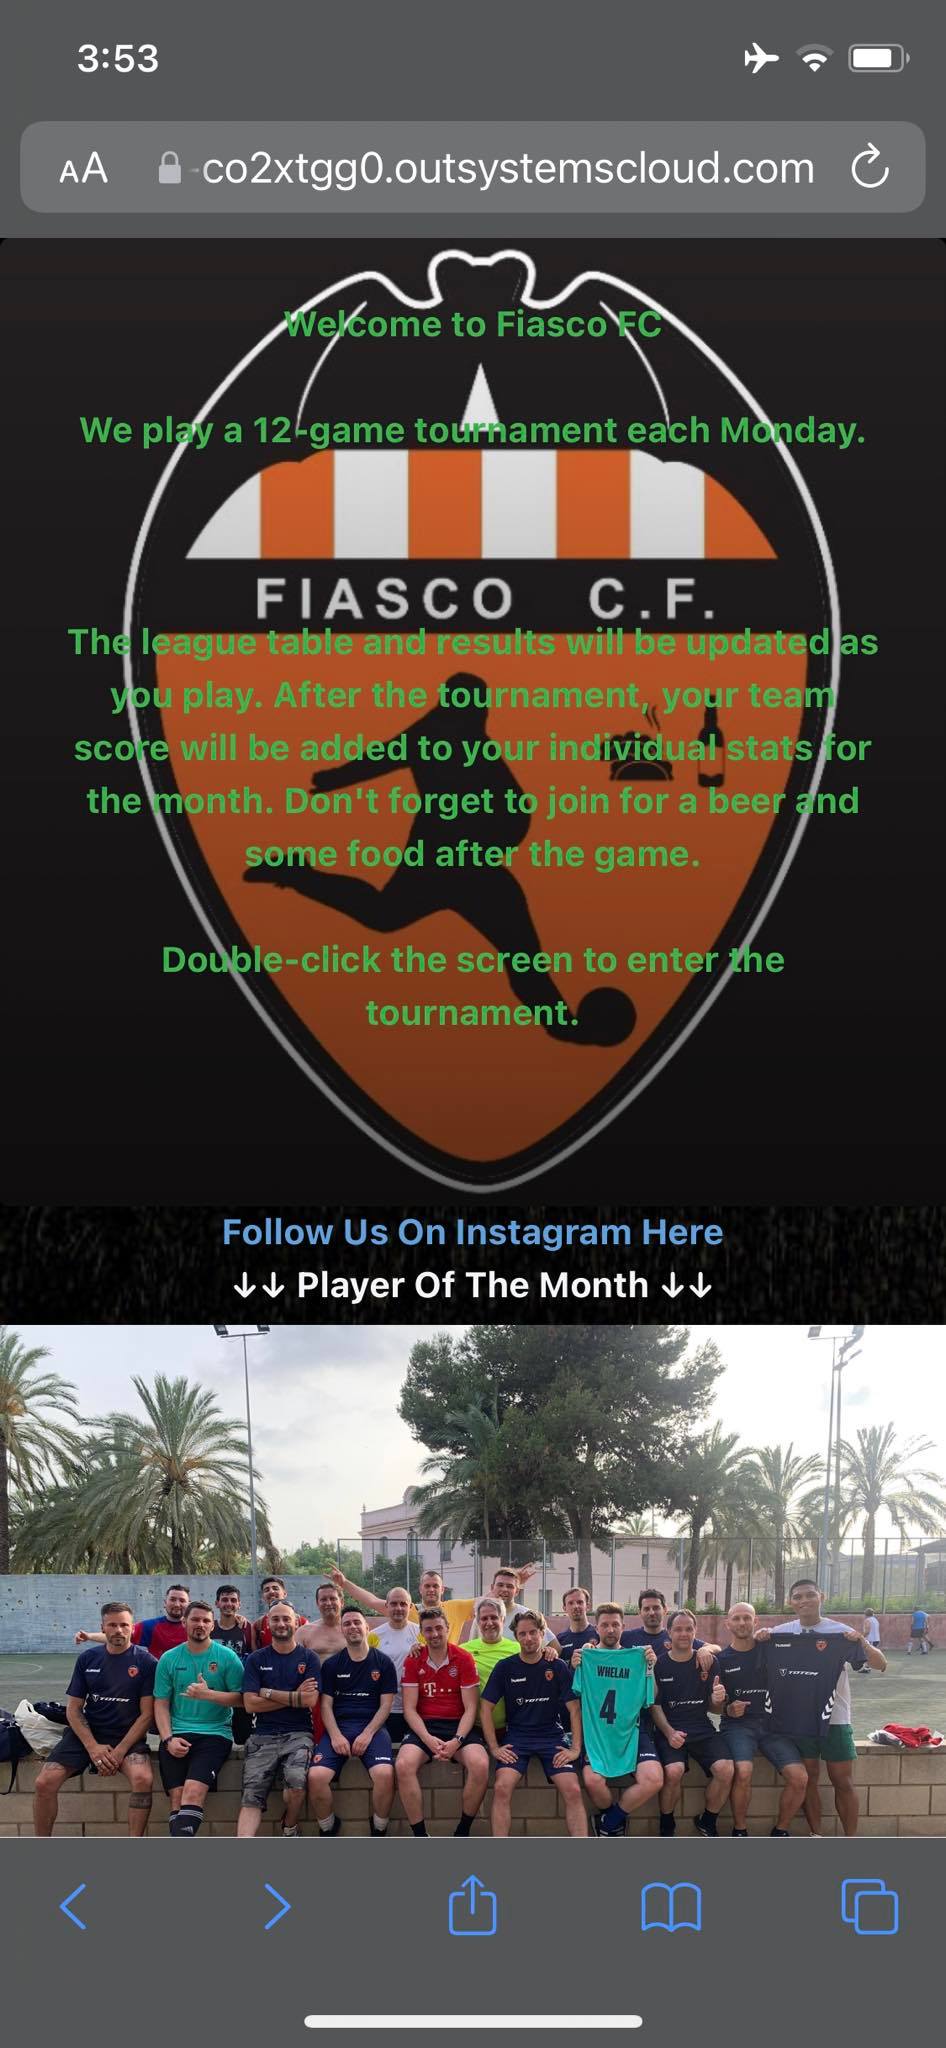 3:53
AA -co2xtgg0.outsystemscloud.com
Welcome to Fiasco FC
We play a 12-game tournament each Monday.
FIASCO C.F.
The league table and results will be updated as
you play. After the tournament, your team
score will be added to your individual stats for
the month. Don't forget to join for a beer and
some food after the game.
Double-click the screen to enter the
tournament.
Follow Us On Instagram Here
↓↓ Player Of The Month ↓↓
WHELAN
4
hummel
TOTEM
T